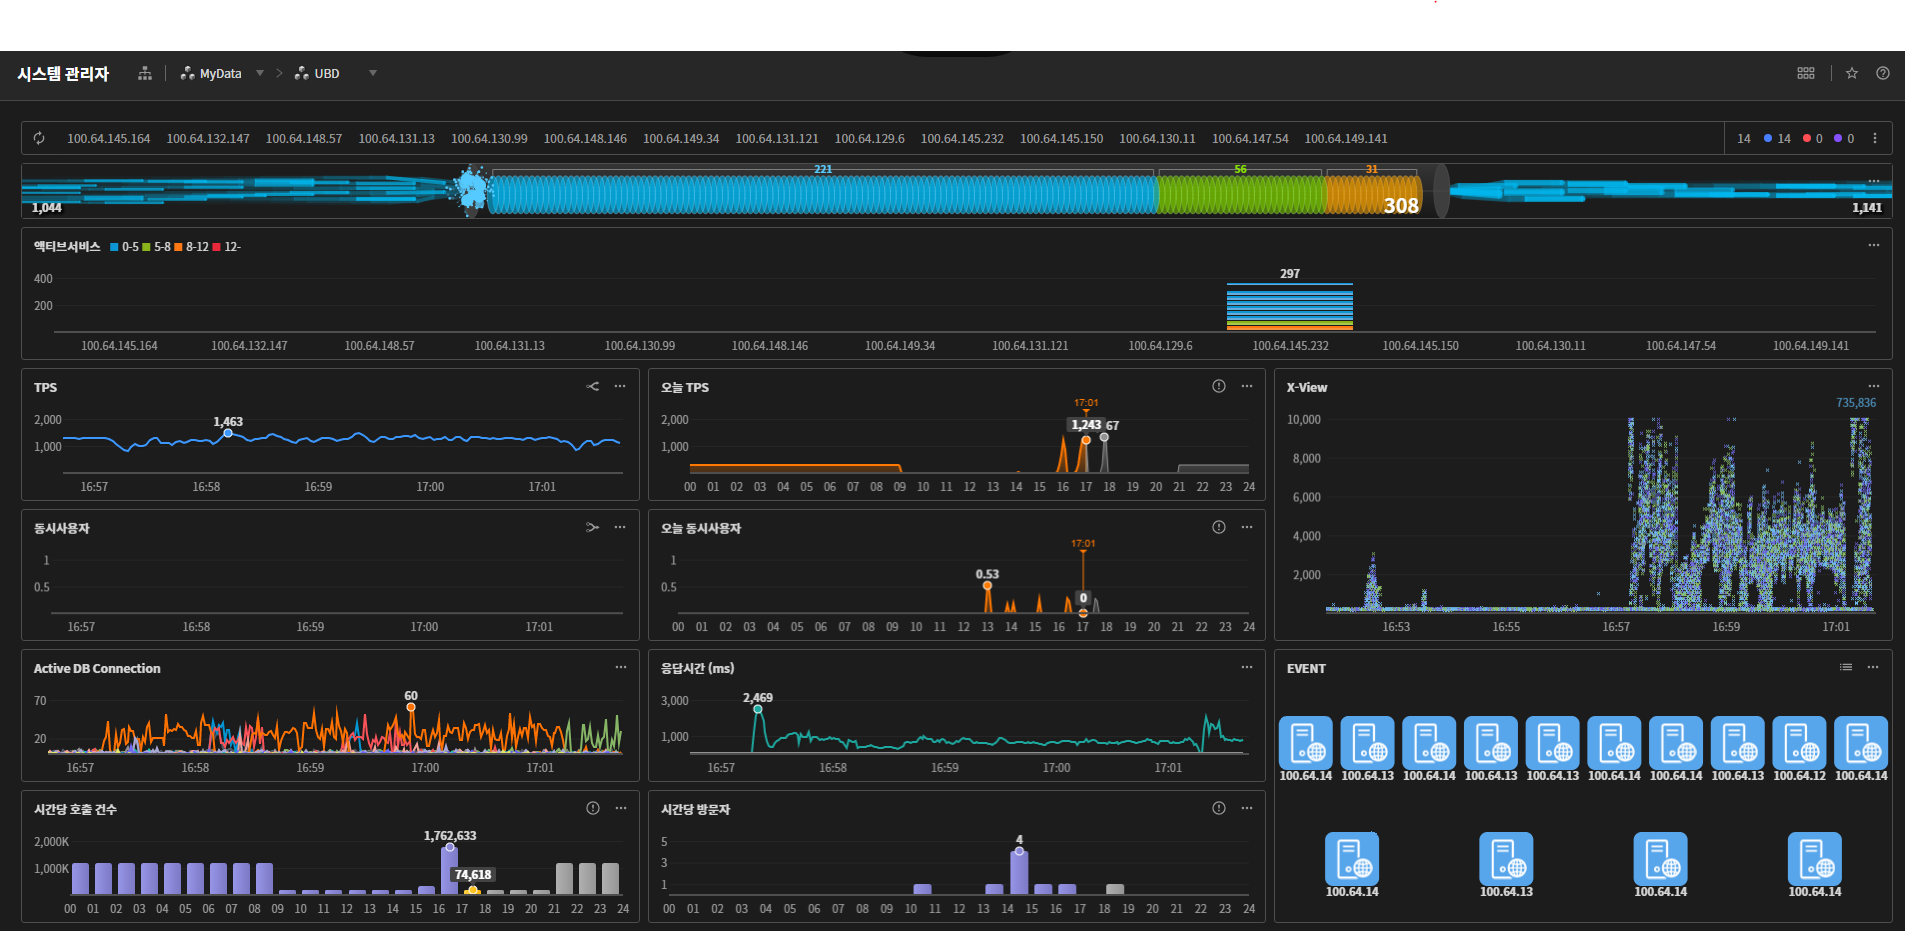 시스템 관리자 MyData UBD
100.64.145.164 100.64.132.147 100.64.148.57 100.64.131.13 100.64.130.99 100.64.148.146 100.64.149.34 100.64.131.121 100.64.129.6 100.64.145.232 100.64.145.150 100.64.130.11 100.64.147.54 100.64.149.141 14 14 0 0
221 56 31
1,044 308 1,141
액티브서비스 0-5 5-8 8-12 12-
297
400
200
100.64.145.164 100.64.132.147 100.64.148.57 100.64.131.13 100.64.130.99 100.64.148.146 100.64.149.34 100.64.131.121 100.64.129.6 100.64.145.232 100.64.145.150 100.64.130.11 100.64.147.54 100.64.149.141
TPS
1,463
2,000
1,000
16:57 16:58 16:59 17:00 17:01
오늘 TPS
17:01
1,243 67
2,000
1,000
00 01 02 03 04 05 06 07 08 09 10 11 12 13 14 15 16 17 18 19 20 21 22 23 24
X-View
735,836
10,000
8,000
6,000
4,000
2,000
16:53 16:55 16:57 16:59 17:01
동시사용자
1
0.5
16:57 16:58 16:59 17:00 17:01
오늘 동시사용자
17:01
1
0.53
0.5
0
00 01 02 03 04 05 06 07 08 09 10 11 12 13 14 15 16 17 18 19 20 21 22 23 24
Active DB Connection
60
70
20
16:57 16:58 16:59 17:00 17:01
응답시간 (ms)
2,469
3,000
1,000
16:57 16:58 16:59 17:00 17:01
EVENT
100.64.14 100.64.13 100.64.14 100.64.13 100.64.13 100.64.14 100.64.14 100.64.13 100.64.12 100.64.14
100.64.14 100.64.13 100.64.14 100.64.14
시간당 호출 건수
1,762,633
2,000K
1,000K
74,618
00 01 02 03 04 05 06 07 08 09 10 11 12 13 14 15 16 17 18 19 20 21 22 23 24
시간당 방문자
4
5
3
1
00 01 02 03 04 05 06 07 08 09 10 11 12 13 14 15 16 17 18 19 20 21 22 23 24